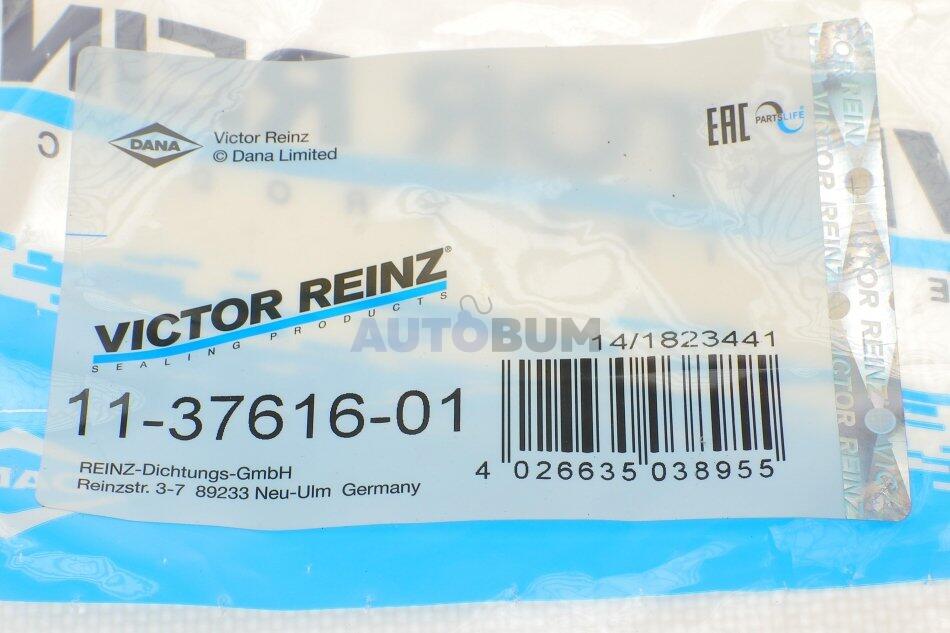 DANA
Victor Reinz
© Dana Limited
EAC
PARTSLIFE
VICTOR REINZ®
SEALING PRODUCTS
AUTOBUM
14/1823441
11-37616-01
4 026635 038955
REINZ-Dichtungs-GmbH
Reinzstr. 3-7 89233 Neu-Ulm Germany
VICTOR REINZ
VICTOR REINZ